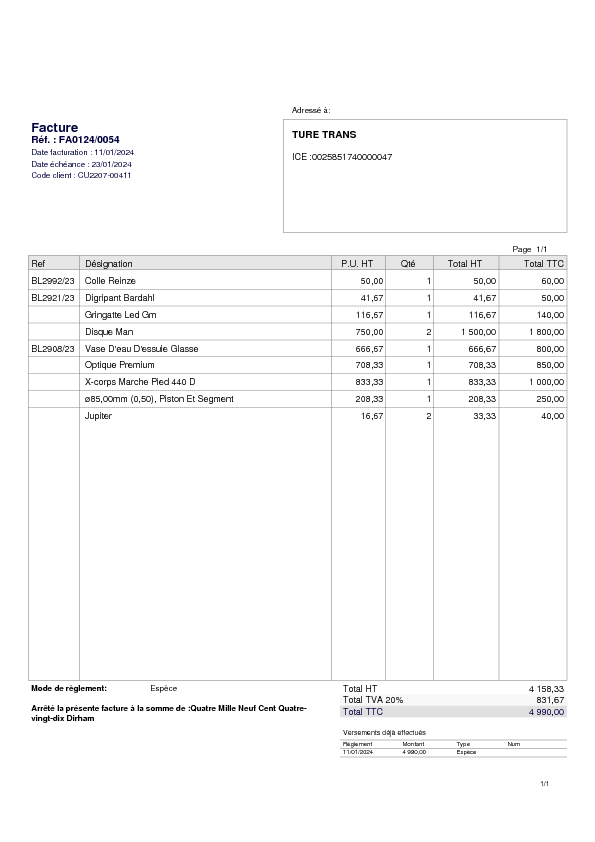 Adressé à:
Facture
Réf. : FA0124/0054
Date facturation : 11/01/2024
Date échéance : 23/01/2024
Code client : CU2207-00411
TURE TRANS
ICE :0025851740000047
Page 1/1
Ref Désignation P.U. HT Qté Total HT Total TTC
BL2992/23 Colle Reinze 50,00 1 50,00 60,00
BL2921/23 Digripant Bardahl 41,67 1 41,67 50,00
Gringatte Led Gm 116,67 1 116,67 140,00
Disque Man 750,00 2 1 500,00 1 800,00
BL2908/23 Vase D'eau D'essuie Glasse 666,67 1 666,67 800,00
Optique Premium 708,33 1 708,33 850,00
X-corps Marche Pied 440 D 833,33 1 833,33 1 000,00
ø85,00mm (0,50), Piston Et Segment 208,33 1 208,33 250,00
Jupiter 16,67 2 33,33 40,00
Mode de règlement: Espèce
Arrêté la présente facture à la somme de :Quatre Mille Neuf Cent Quatre-
vingt-dix Dirham
Total HT 4 158,33
Total TVA 20% 831,67
Total TTC 4 990,00
Versements déjà effectués
Règlement Montant Type Num
11/01/2024 4 990,00 Espèce
1/1